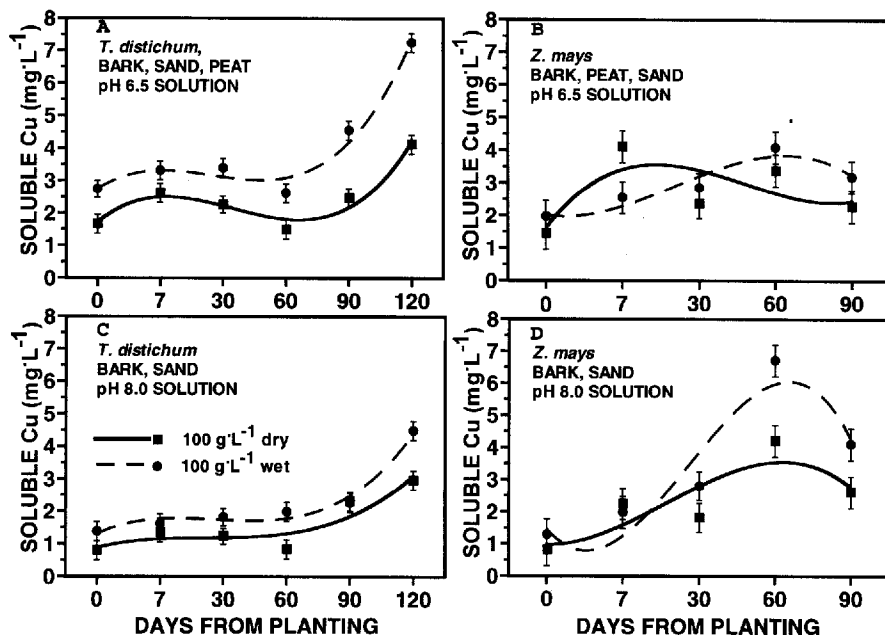 A
T. distichum,
BARK, SAND, PEAT
pH 6.5 SOLUTION
SOLUBLE Cu (mg·L⁻¹)
8
7
6
5
4
3
2
1
0
0 7 30 60 90 120
B
Z. mays
BARK, PEAT, SAND
pH 6.5 SOLUTION
SOLUBLE Cu (mg·L⁻¹)
8
7
6
5
4
3
2
1
0
0 7 30 60 90
C
T. distichum
BARK, SAND
pH 8.0 SOLUTION
100 g·L⁻¹ dry
100 g·L⁻¹ wet
SOLUBLE Cu (mg·L⁻¹)
8
7
6
5
4
3
2
1
0
0 7 30 60 90 120
DAYS FROM PLANTING
D
Z. mays
BARK, SAND
pH 8.0 SOLUTION
SOLUBLE Cu (mg·L⁻¹)
8
7
6
5
4
3
2
1
0
0 7 30 60 90
DAYS FROM PLANTING